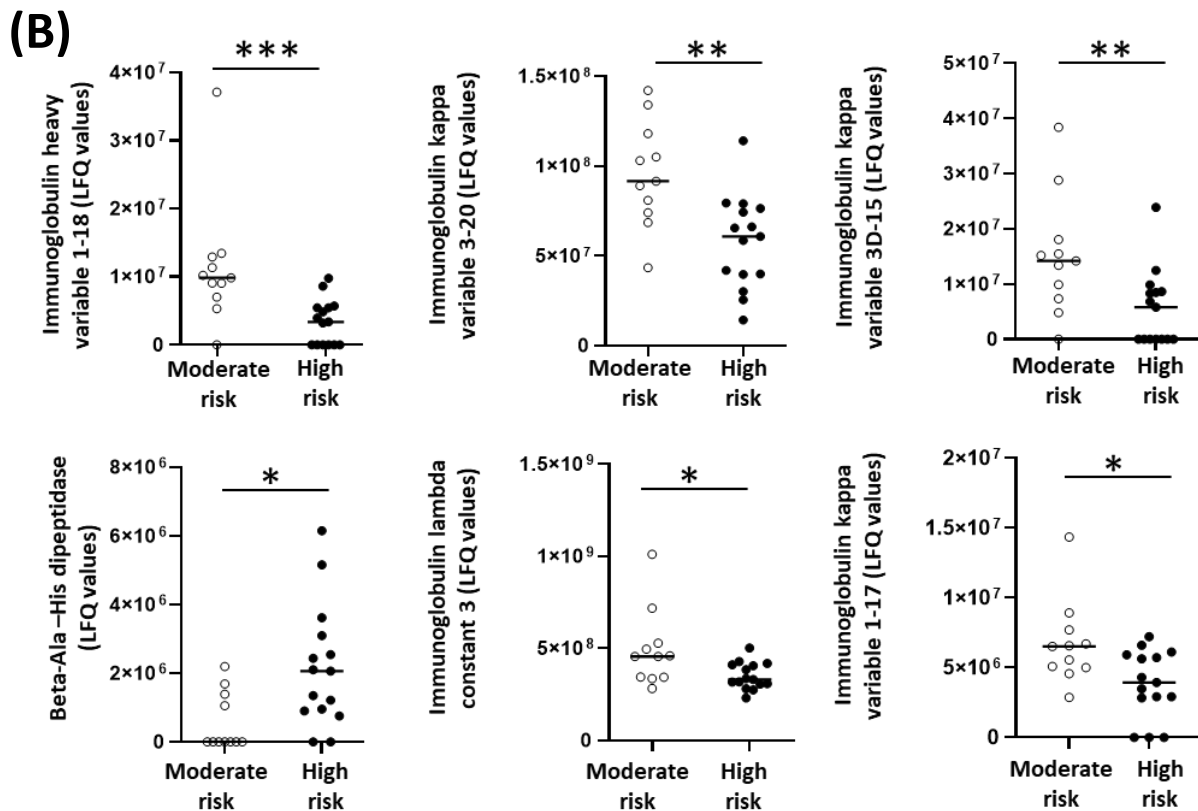 (B)
***
Immunoglobulin heavy
variable 1-18 (LFQ values)
4×10⁷
3×10⁷
2×10⁷
1×10⁷
0
Moderate
risk
High
risk
**
Immunoglobulin kappa
variable 3-20 (LFQ values)
1.5×10⁸
1×10⁸
5×10⁷
0
Moderate
risk
High
risk
**
Immunoglobulin kappa
variable 3D-15 (LFQ values)
5×10⁷
4×10⁷
3×10⁷
2×10⁷
1×10⁷
0
Moderate
risk
High
risk
*
Beta-Ala –His dipeptidase
(LFQ values)
8×10⁶
6×10⁶
4×10⁶
2×10⁶
0
Moderate
risk
High
risk
*
Immunoglobulin lambda
constant 3 (LFQ values)
1.5×10⁹
1×10⁹
5×10⁸
0
Moderate
risk
High
risk
*
Immunoglobulin kappa
variable 1-17 (LFQ values)
2×10⁷
1.5×10⁷
1×10⁷
5×10⁶
0
Moderate
risk
High
risk